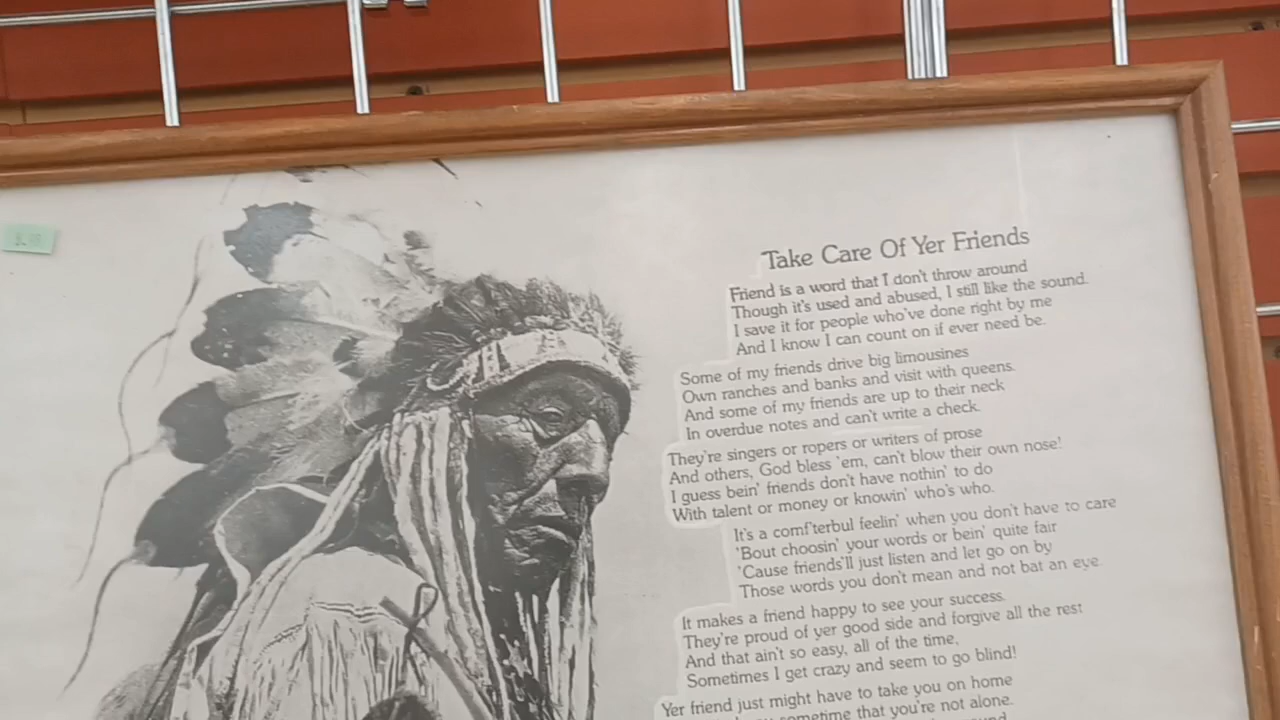 Take Care Of Yer Friends
Friend is a word that I don't throw around
Though it's used and abused, I still like the sound.
I save it for people who've done right by me
And I know I can count on if ever need be.
Some of my friends drive big limousines
Own ranches and banks and visit with queens.
And some of my friends are up to their neck
In overdue notes and can't write a check.
They're singers or ropers or writers of prose
And others, God bless 'em, can't blow their own nose!
I guess bein' friends don't have nothin' to do
With talent or money or knowin' who's who.
It's a comf'terbul feelin' when you don't have to care
'Bout choosin' your words or bein' quite fair
'Cause friends'll just listen and let go on by
Those words you don't mean and not bat an eye.
It makes a friend happy to see your success.
They're proud of yer good side and forgive all the rest
And that ain't so easy, all of the time,
Sometimes I get crazy and seem to go blind!
Yer friend just might have to take you on home
sometime that you're not alone.